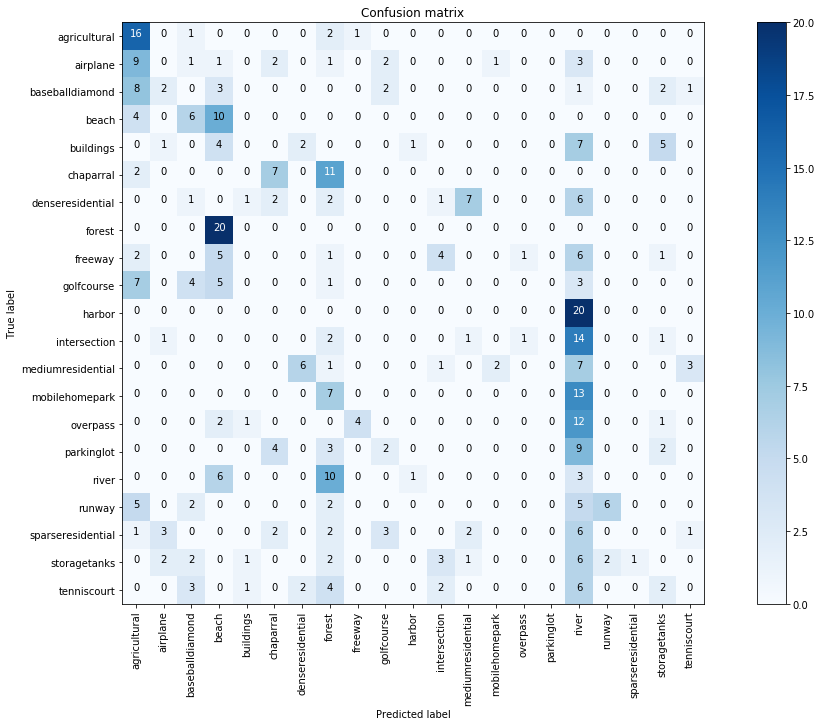 Confusion matrix
True label
agricultural 16 0 1 0 0 0 0 2 1 0 0 0 0 0 0 0 0 0 0 0 0
airplane 9 0 1 1 0 2 0 1 0 2 0 0 0 1 0 0 3 0 0 0 0
baseballdiamond 8 2 0 3 0 0 0 0 0 2 0 0 0 0 0 0 1 0 0 2 1
beach 4 0 6 10 0 0 0 0 0 0 0 0 0 0 0 0 0 0 0 0 0
buildings 0 1 0 4 0 0 2 0 0 0 1 0 0 0 0 0 7 0 0 5 0
chaparral 2 0 0 0 0 7 0 11 0 0 0 0 0 0 0 0 0 0 0 0 0
denseresidential 0 0 1 0 1 2 0 2 0 0 0 1 7 0 0 0 6 0 0 0 0
forest 0 0 0 20 0 0 0 0 0 0 0 0 0 0 0 0 0 0 0 0 0
freeway 2 0 0 5 0 0 0 1 0 0 0 4 0 0 1 0 6 0 0 1 0
golfcourse 7 0 4 5 0 0 0 1 0 0 0 0 0 0 0 0 3 0 0 0 0
harbor 0 0 0 0 0 0 0 0 0 0 0 0 0 0 0 0 20 0 0 0 0
intersection 0 1 0 0 0 0 0 2 0 0 0 0 1 0 1 0 14 0 0 1 0
mediumresidential 0 0 0 0 0 0 6 1 0 0 0 1 0 2 0 0 7 0 0 0 3
mobilehomepark 0 0 0 0 0 0 0 7 0 0 0 0 0 0 0 0 13 0 0 0 0
overpass 0 0 0 2 1 0 0 0 4 0 0 0 0 0 0 0 12 0 0 1 0
parkinglot 0 0 0 0 0 4 0 3 0 2 0 0 0 0 0 0 9 0 0 2 0
river 0 0 0 6 0 0 0 10 0 0 1 0 0 0 0 0 3 0 0 0 0
runway 5 0 2 0 0 0 0 2 0 0 0 0 0 0 0 0 5 6 0 0 0
sparseresidential 1 3 0 0 0 2 0 2 0 3 0 0 2 0 0 0 6 0 0 0 1
storagetanks 0 2 2 0 1 0 0 2 0 0 0 3 1 0 0 0 6 2 1 0 0
tenniscourt 0 0 3 0 1 0 2 4 0 0 0 2 0 0 0 0 6 0 0 2 0
agricultural
airplane
baseballdiamond
beach
buildings
chaparral
denseresidential
forest
freeway
golfcourse
harbor
intersection
mediumresidential
mobilehomepark
overpass
parkinglot
river
runway
sparseresidential
storagetanks
tenniscourt
Predicted label
20.0
17.5
15.0
12.5
10.0
7.5
5.0
2.5
0.0